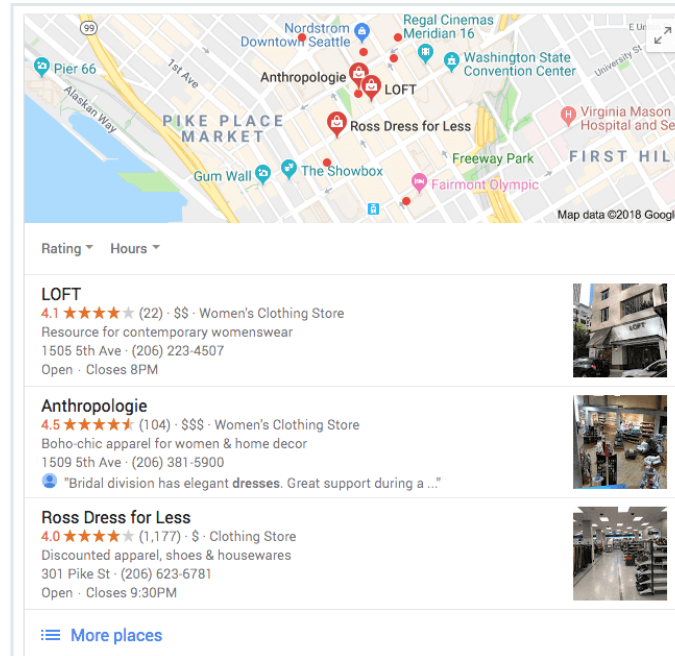 99
Nordstrom
Downtown Seattle
Regal Cinemas
Meridian 16
Pier 66
1st Ave
Washington State
Convention Center
University St
Anthropologie
LOFT
Alaskan Way
PIKE PLACE
MARKET
Ross Dress for Less
Virginia Mason
Hospital and Se
Freeway Park
FIRST HIL
Gum Wall
The Showbox
Fairmont Olympic
Map data ©2018 Googl
Rating Hours
LOFT
4.1 ★★★★★ (22) · $$ · Women's Clothing Store
Resource for contemporary womenswear
1505 5th Ave · (206) 223-4507
Open · Closes 8PM
LOFT
Anthropologie
4.5 ★★★★★ (104) · $$$ · Women's Clothing Store
Boho-chic apparel for women & home decor
1509 5th Ave · (206) 381-5900
"Bridal division has elegant dresses. Great support during a ..."
Ross Dress for Less
4.0 ★★★★★ (1,177) · $ · Clothing Store
Discounted apparel, shoes & housewares
301 Pike St · (206) 623-6781
Open · Closes 9:30PM
More places